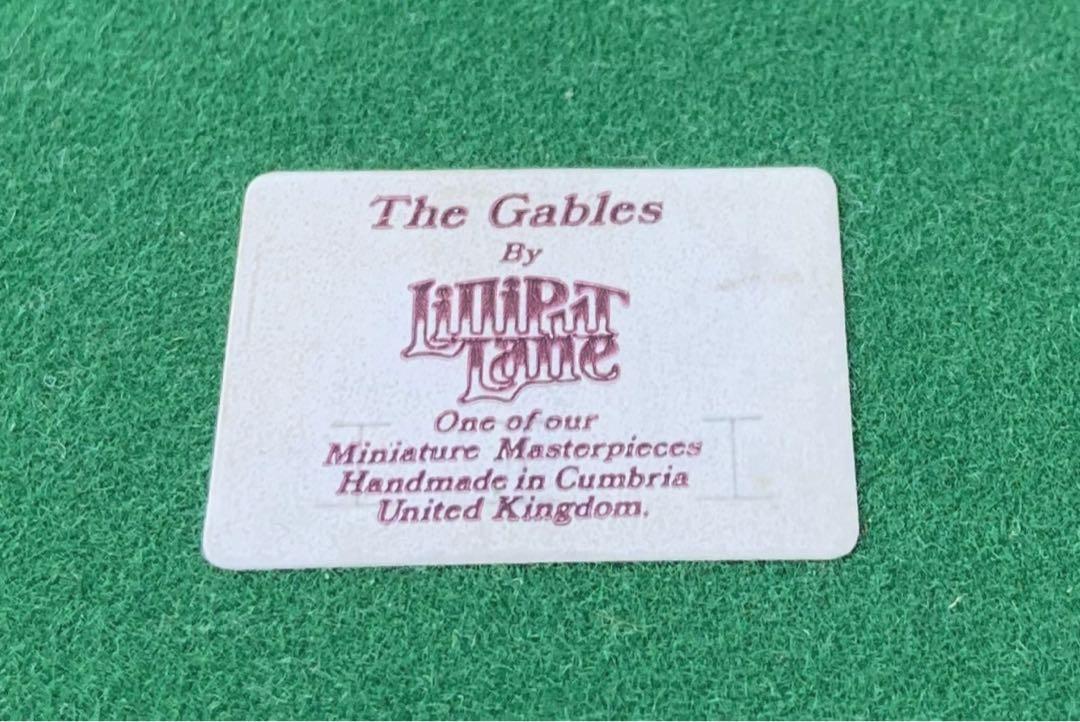 The Gables
By
LilliPuT
Lane
One of our
Miniature Masterpieces
Handmade in Cumbria
United Kingdom.